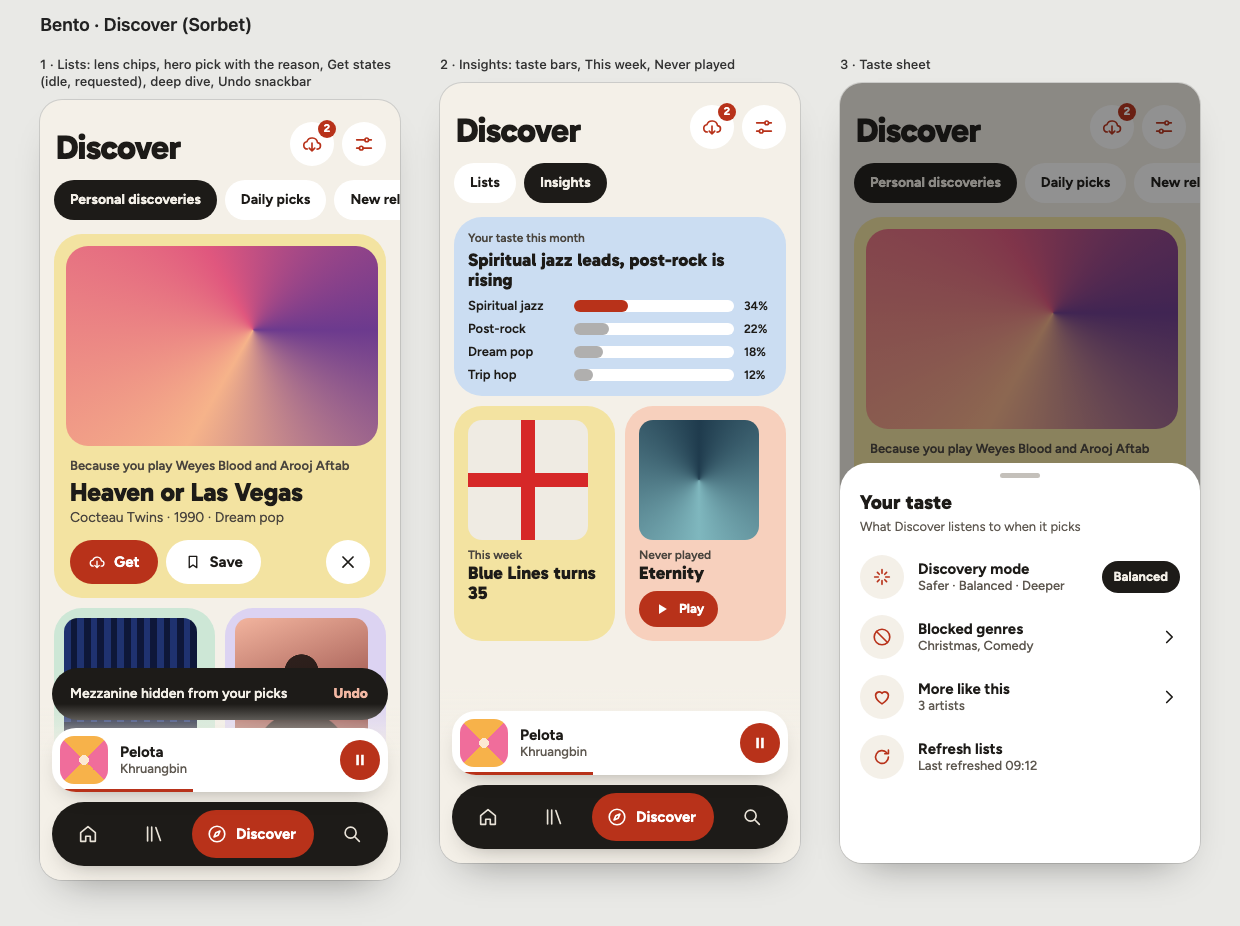 Bento · Discover (Sorbet)
1 · Lists: lens chips, hero pick with the reason, Get states
(idle, requested), deep dive, Undo snackbar
Discover
2
Personal discoveries
Daily picks
New rel
Because you play Weyes Blood and Arooj Aftab
Heaven or Las Vegas
Cocteau Twins · 1990 · Dream pop
Get
Save
Mezzanine hidden from your picks
Undo
Pelota
Khruangbin
Discover
2 · Insights: taste bars, This week, Never played
Discover
2
Lists
Insights
Your taste this month
Spiritual jazz leads, post-rock is
rising
Spiritual jazz
34%
Post-rock
22%
Dream pop
18%
Trip hop
12%
This week
Blue Lines turns
35
Never played
Eternity
Play
Pelota
Khruangbin
Discover
3 · Taste sheet
Discover
2
Personal discoveries
Daily picks
New rel
Because you play Weyes Blood and Arooj Aftab
Your taste
What Discover listens to when it picks
Discovery mode
Safer · Balanced · Deeper
Balanced
Blocked genres
Christmas, Comedy
More like this
3 artists
Refresh lists
Last refreshed 09:12